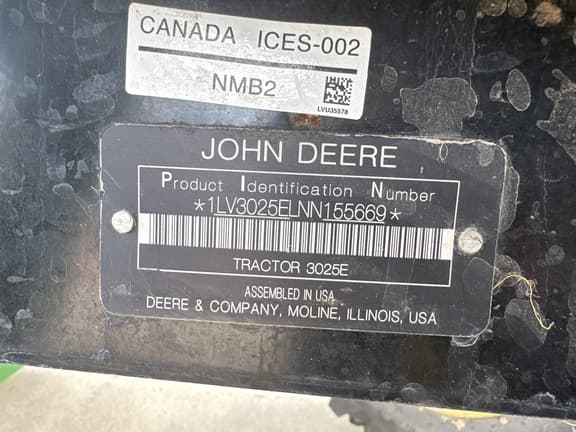 CANADA ICES-002
NMB2
LVU35578
JOHN DEERE
Product Identification Number
*1LV3025ELNN155669*
TRACTOR 3025E
ASSEMBLED IN USA
DEERE & COMPANY, MOLINE, ILLINOIS, USA